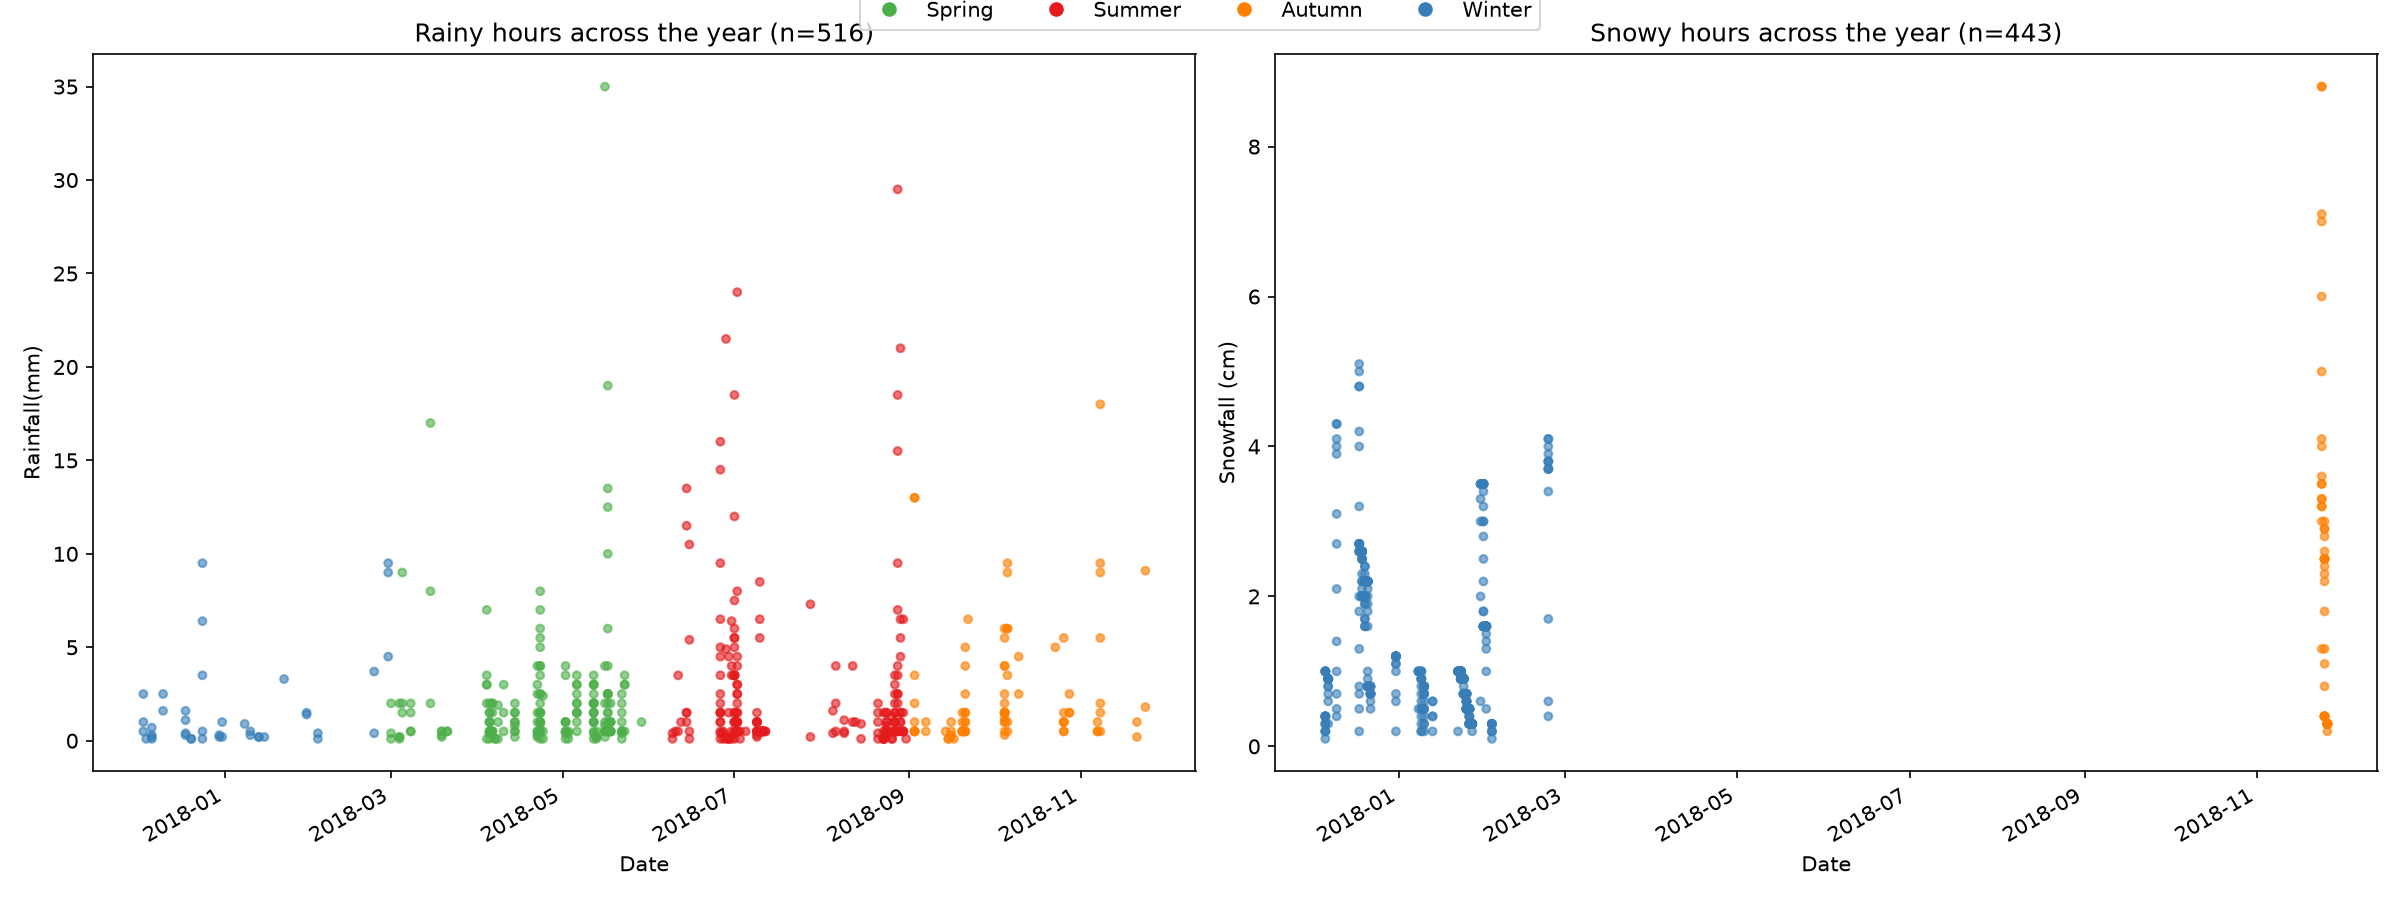 Spring Summer Autumn Winter
Rainy hours across the year (n=516)
Rainfall(mm)
35
30
25
20
15
10
5
0
2018-01 2018-03 2018-05 2018-07 2018-09 2018-11
Date
Snowy hours across the year (n=443)
Snowfall (cm)
8
6
4
2
0
2018-01 2018-03 2018-05 2018-07 2018-09 2018-11
Date